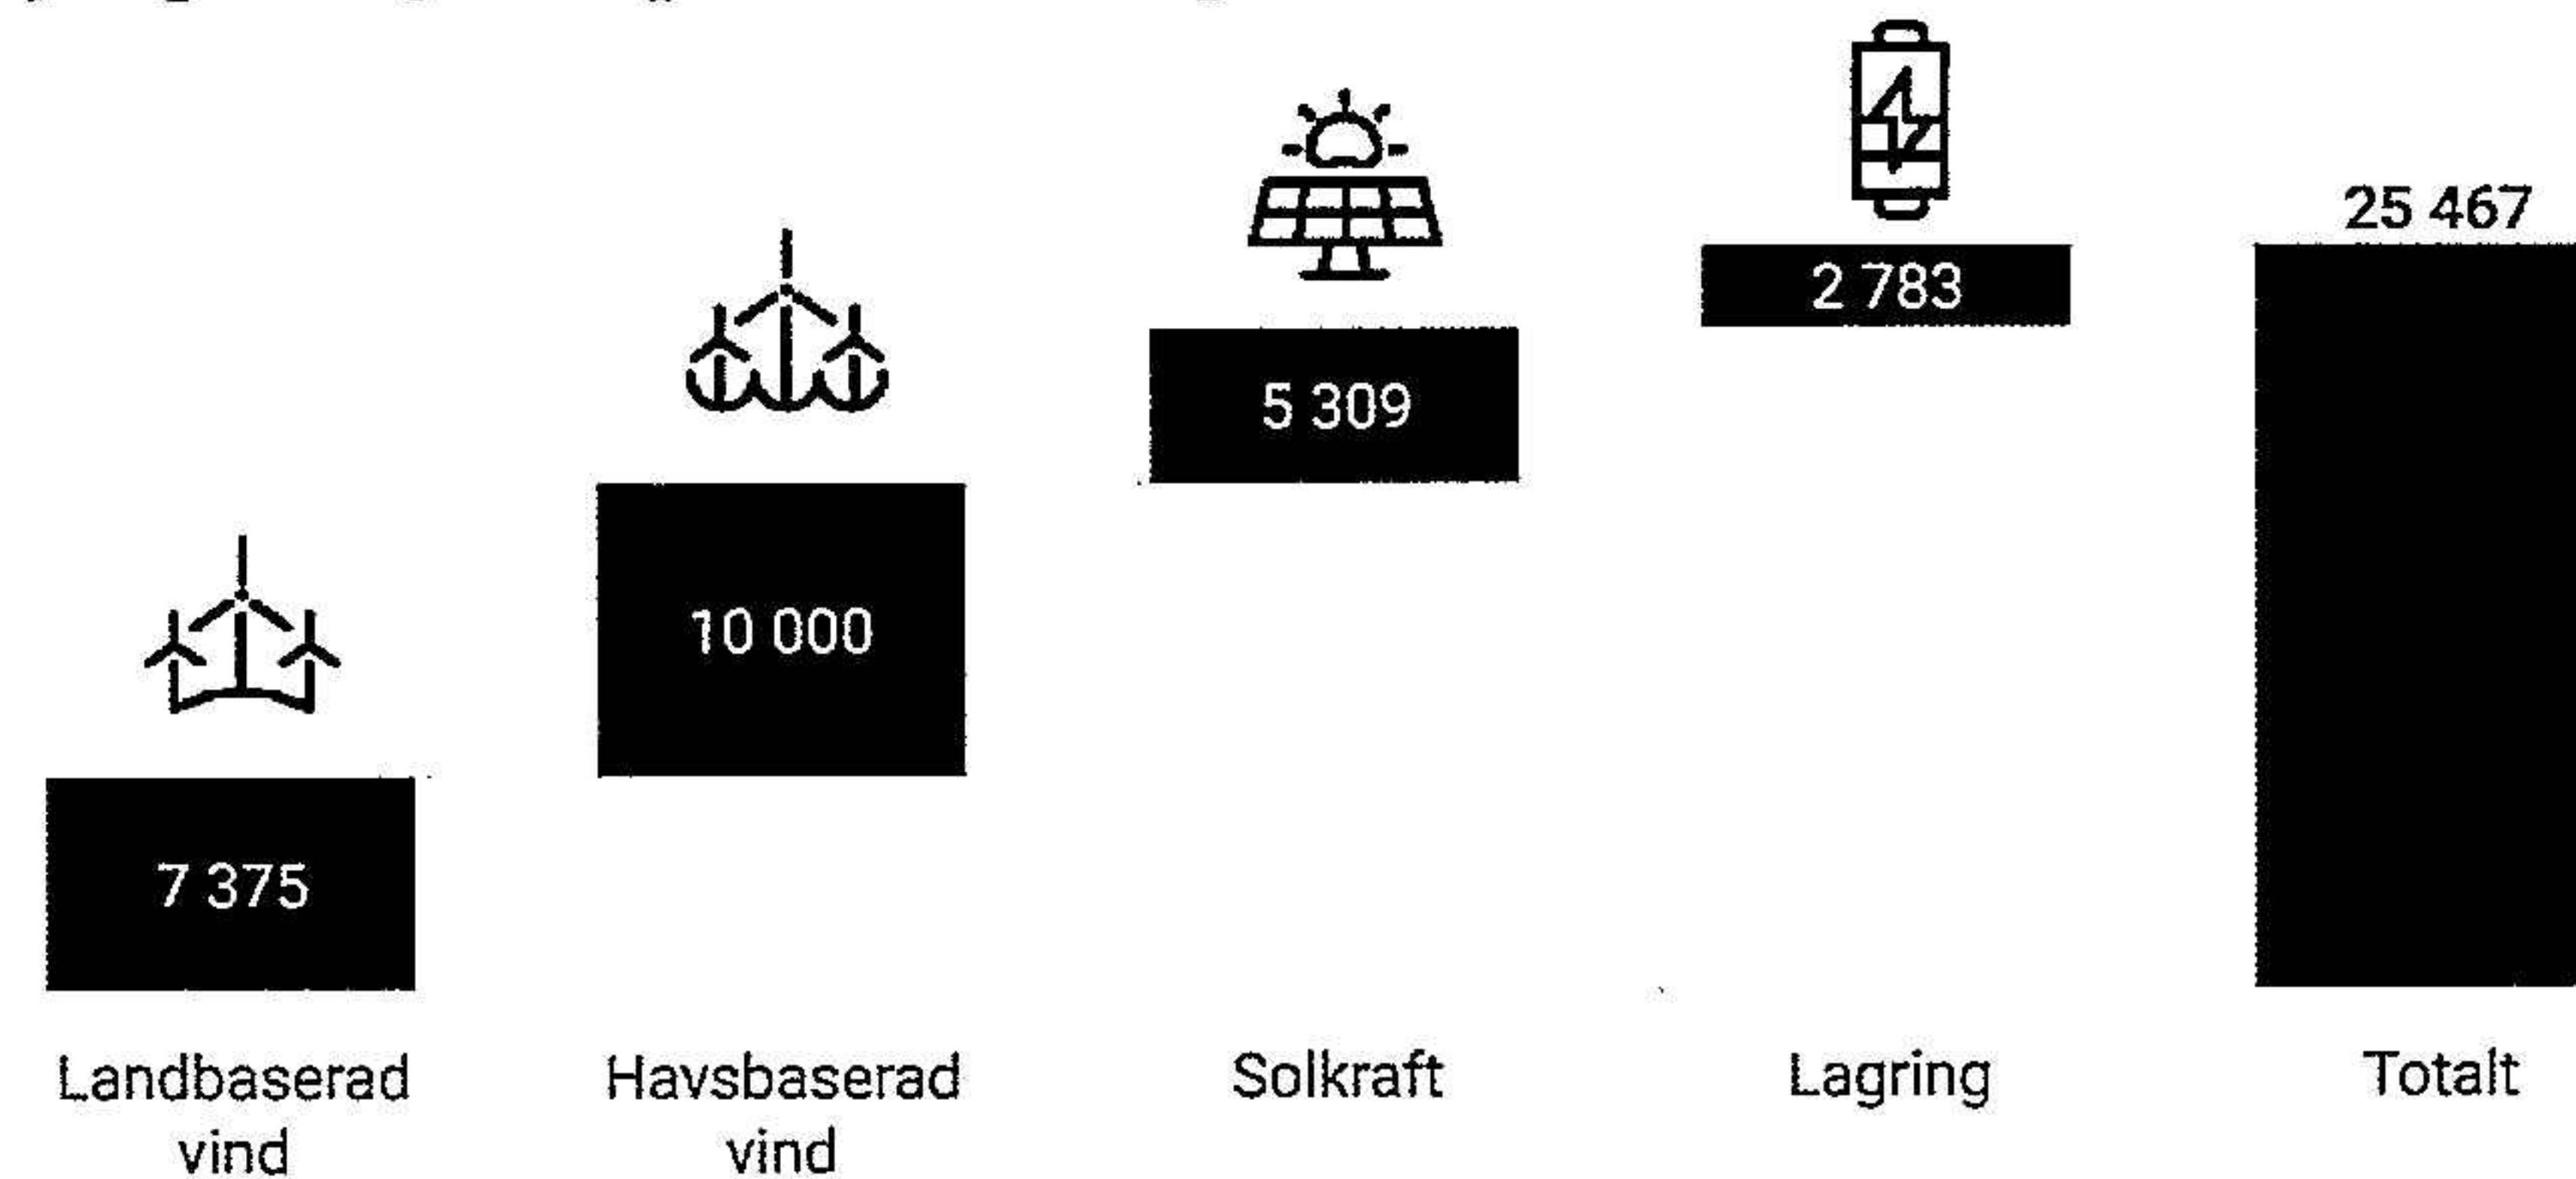 25 467
2 783
5 309
10 000
7 375
Landbaserad
vind
Havsbaserad
vind
Solkraft
Lagring
Totalt